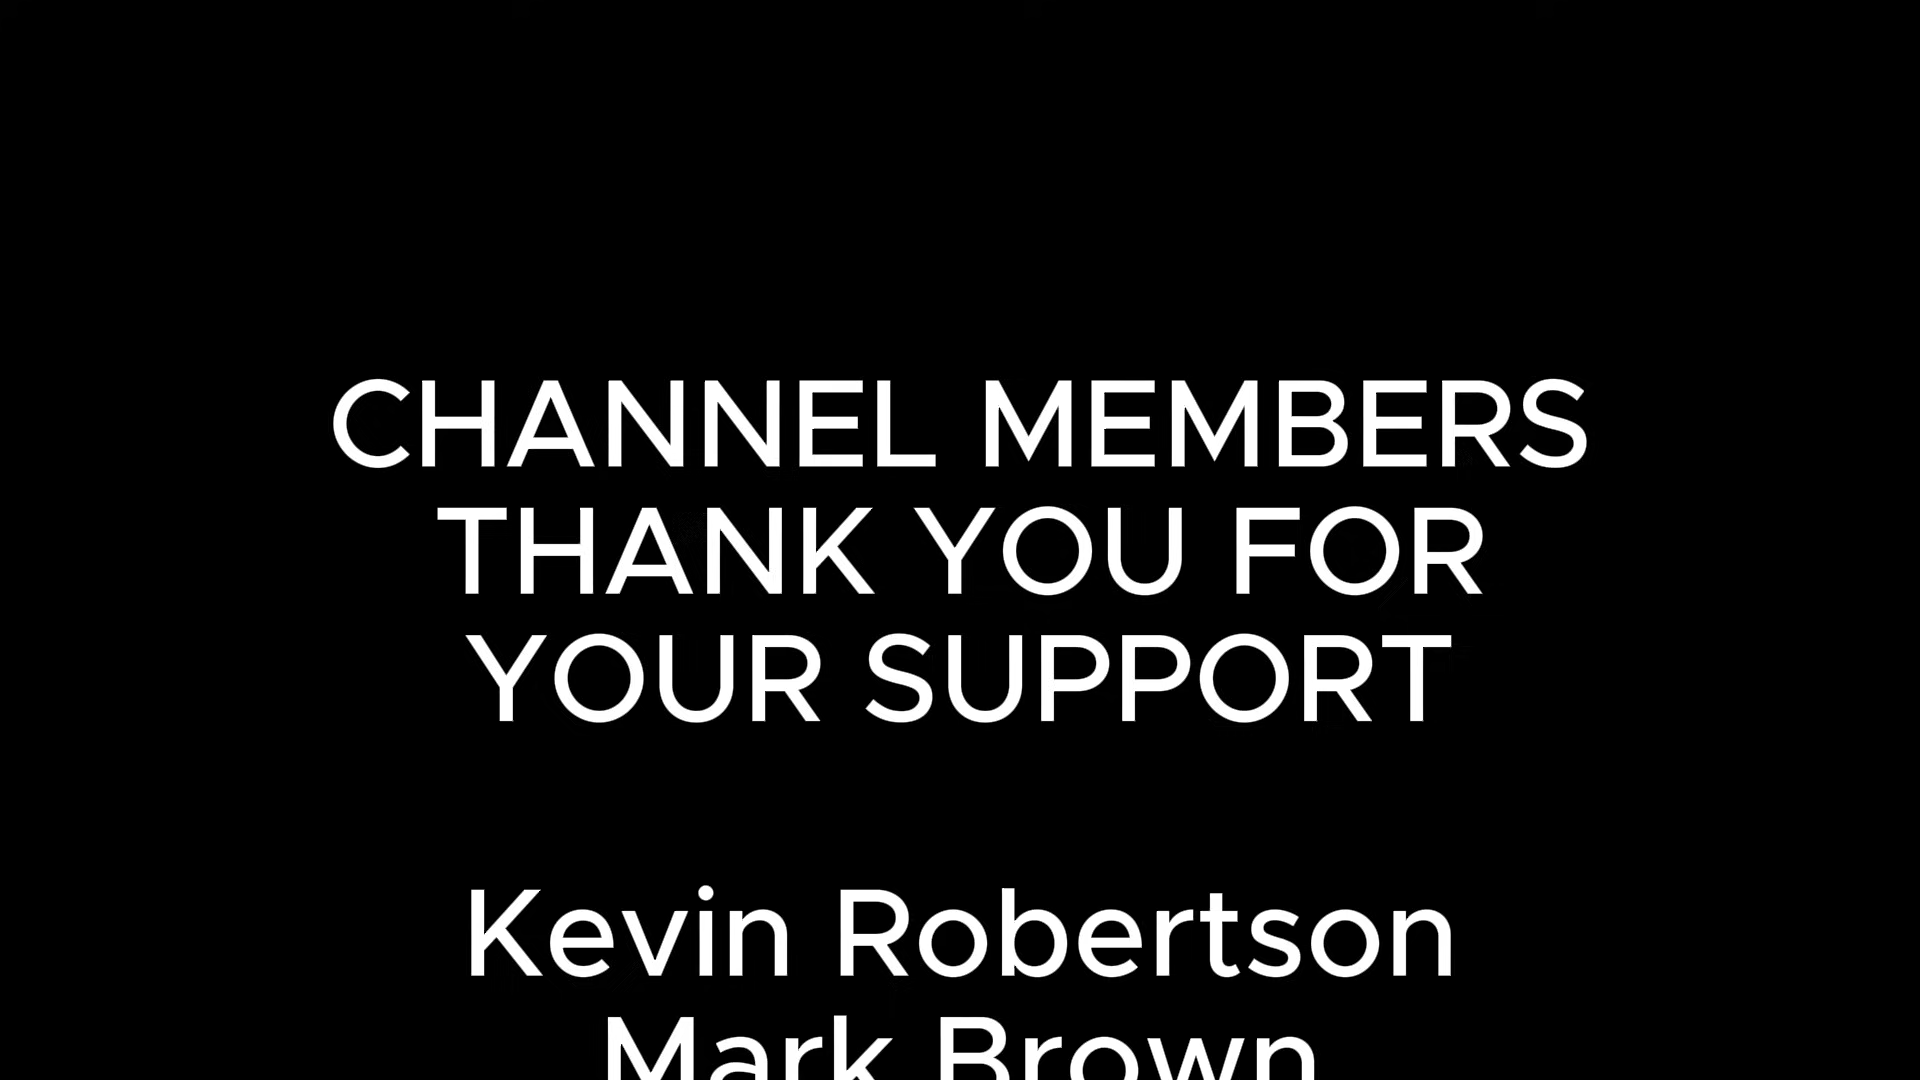 CHANNEL MEMBERS
THANK YOU FOR
YOUR SUPPORT
Kevin Robertson
Mark Brown